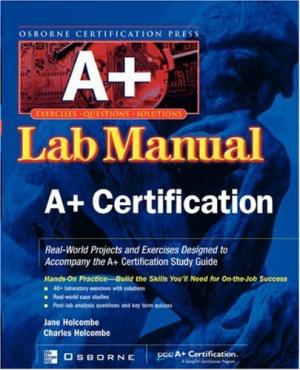 OSBORNE CERTIFICATION PRESS
A+
EXERCISES • QUESTIONS • SOLUTIONS
Lab Manual
A+ Certification
Real-World Projects and Exercises Designed to
Accompany the A+ Certification Study Guide
Hands-On Practice—Build the Skills You'll Need for On-the-Job Success
■ 40+ laboratory exercises with solutions
■ Real-world case studies
■ Post-lab analysis questions and key term quizzes
Jane Holcombe
Charles Holcombe
OSBORNE
A+ Certification.